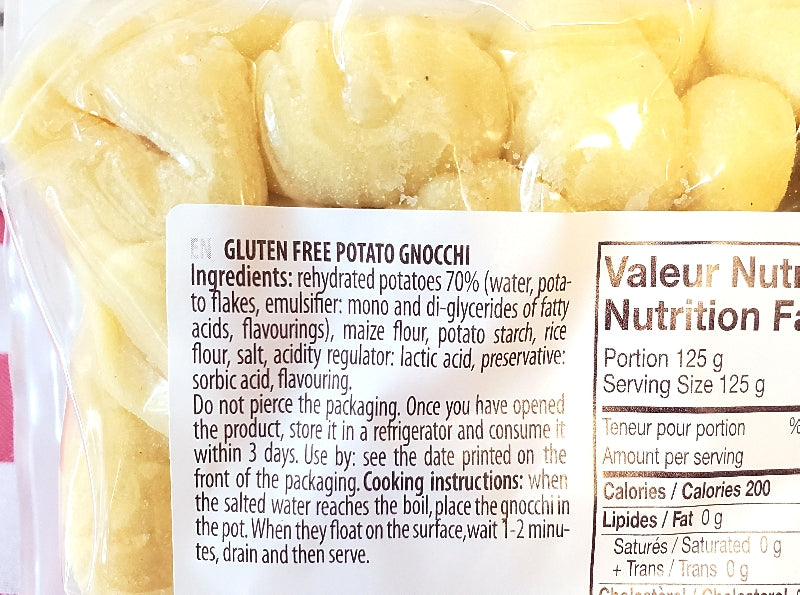 EN GLUTEN FREE POTATO GNOCCHI
Ingredients: rehydrated potatoes 70% (water, pota-
to flakes, emulsifier: mono and di-glycerides of fatty
acids, flavourings), maize flour, potato starch, rice
flour, salt, acidity regulator: lactic acid, preservative:
sorbic acid, flavouring.
Do not pierce the packaging. Once you have opened
the product, store it in a refrigerator and consume it
within 3 days. Use by: see the date printed on the
front of the packaging. Cooking instructions: when
the salted water reaches the boil, place the gnocchi in
the pot. When they float on the surface, wait 1-2 minu-
tes, drain and then serve.
Valeur Nutr
Nutrition Fa
Portion 125 g
Serving Size 125 g
Teneur pour portion %
Amount per serving
Calories / Calories 200
Lipides / Fat 0 g
Saturés / Saturated 0 g
+ Trans / Trans 0 g